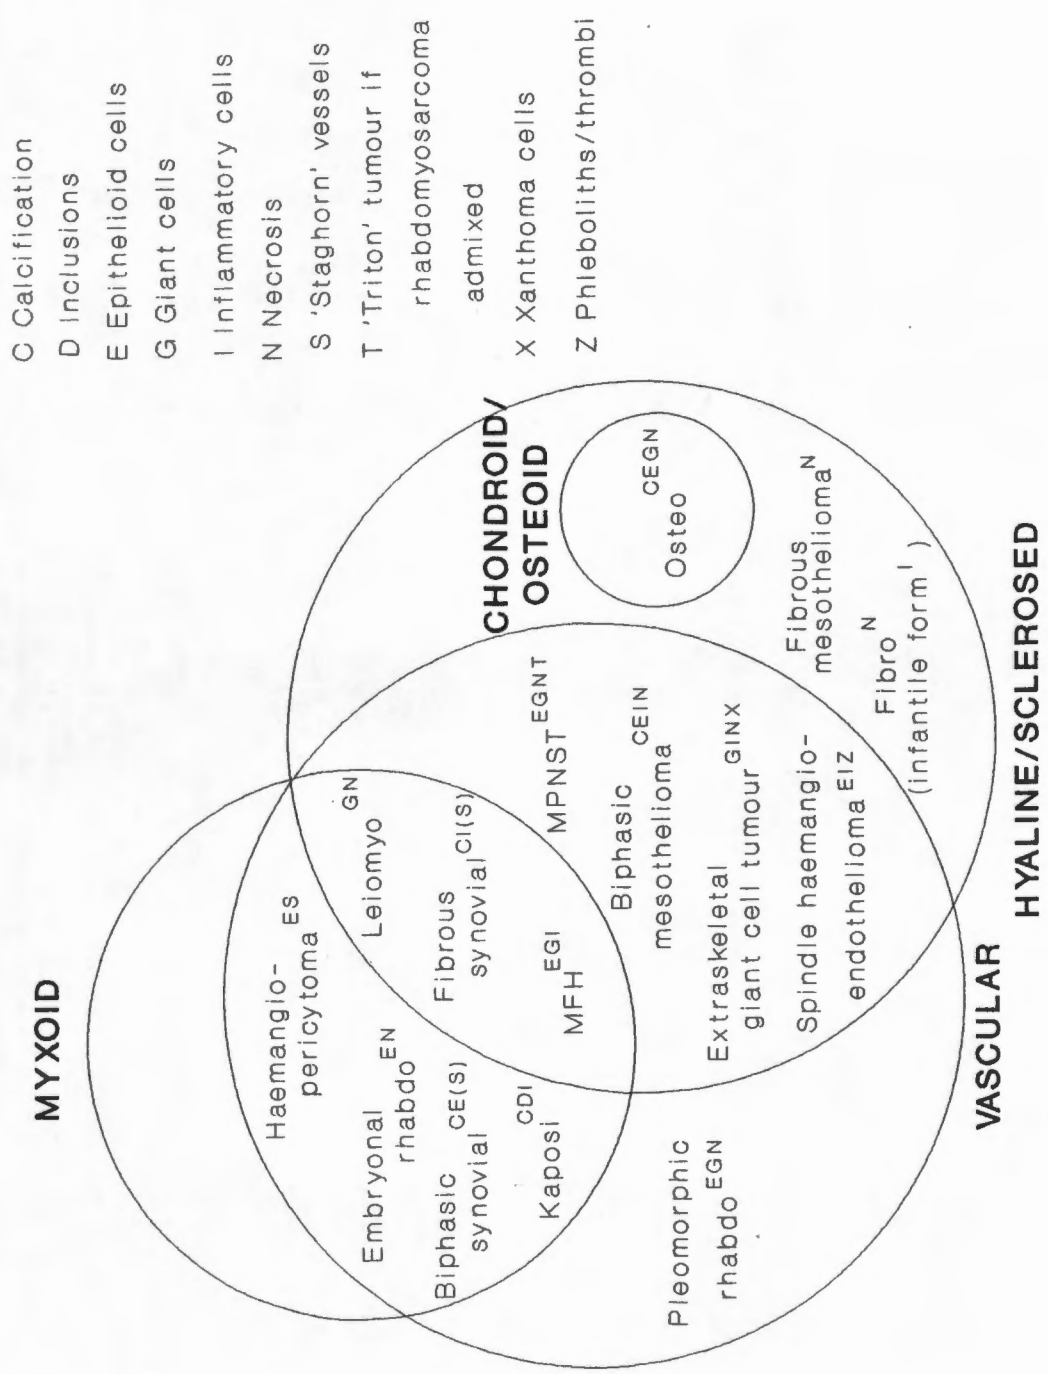 MYXOID
Haemangio-
pericytoma ES
Embryonal
rhabdo EN
Leiomyo GN
Biphasic
synovial CE(S)
Fibrous
synovial CI(S)
Kaposi CDI
MFH EGI
MPNST EGNT
CHONDROID/
OSTEOID
Osteo CEGN
Pleomorphic
rhabdo EGN
Biphasic
mesothelioma CEIN
Extraskeletal
giant cell tumour GINX
Spindle haemangio-
endothelioma EIZ
Fibrous
mesothelioma N
Fibro N
(infantile form I)
VASCULAR
HYALINE/SCLEROSED
C Calcification
D Inclusions
E Epithelioid cells
G Giant cells
I Inflammatory cells
N Necrosis
S 'Staghorn' vessels
T 'Triton' tumour if
rhabdomyosarcoma
admixed
X Xanthoma cells
Z Phleboliths/thrombi